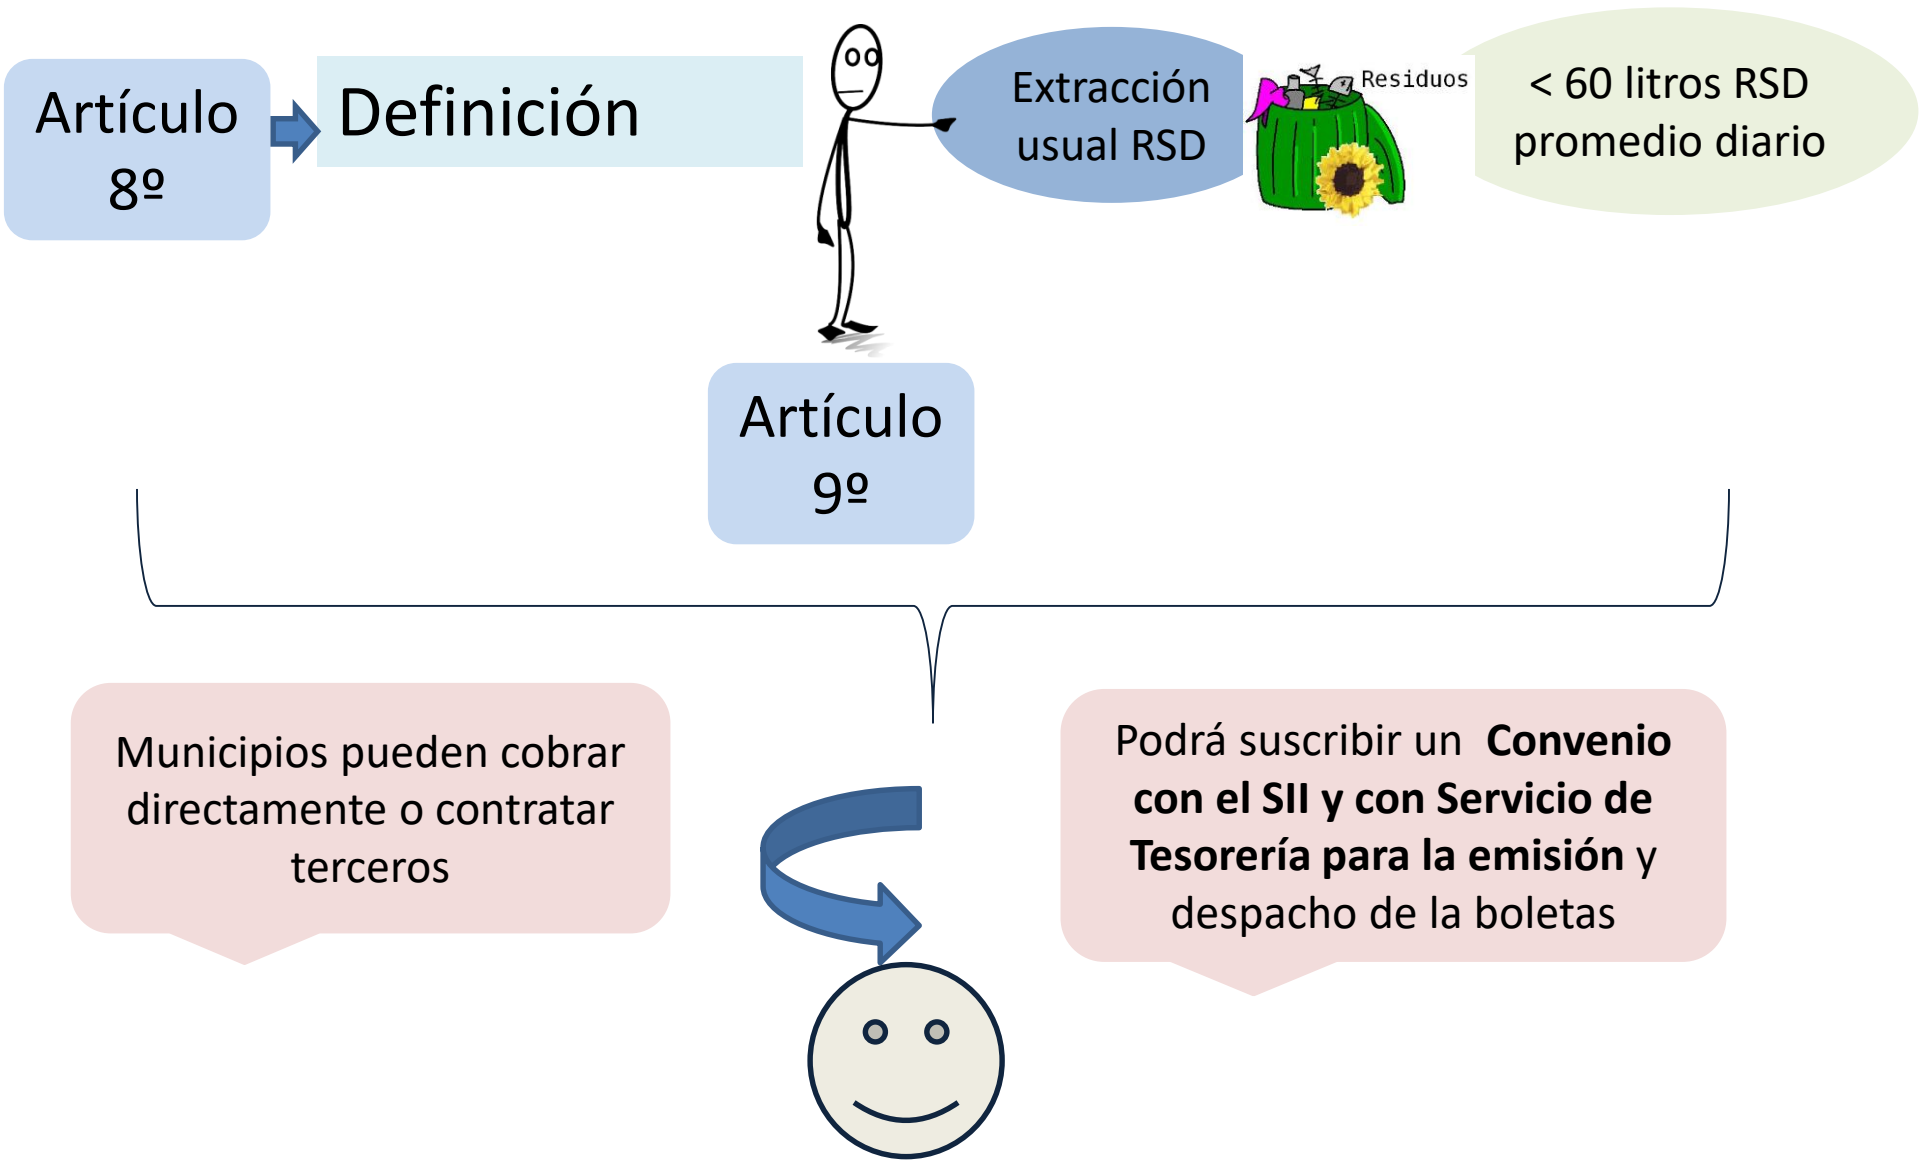 Artículo
8º
Definición
Extracción
usual RSD
Residuos
< 60 litros RSD
promedio diario
Artículo
9º
Municipios pueden cobrar
directamente o contratar
terceros
Podrá suscribir un Convenio
con el SII y con Servicio de
Tesorería para la emisión y
despacho de la boletas